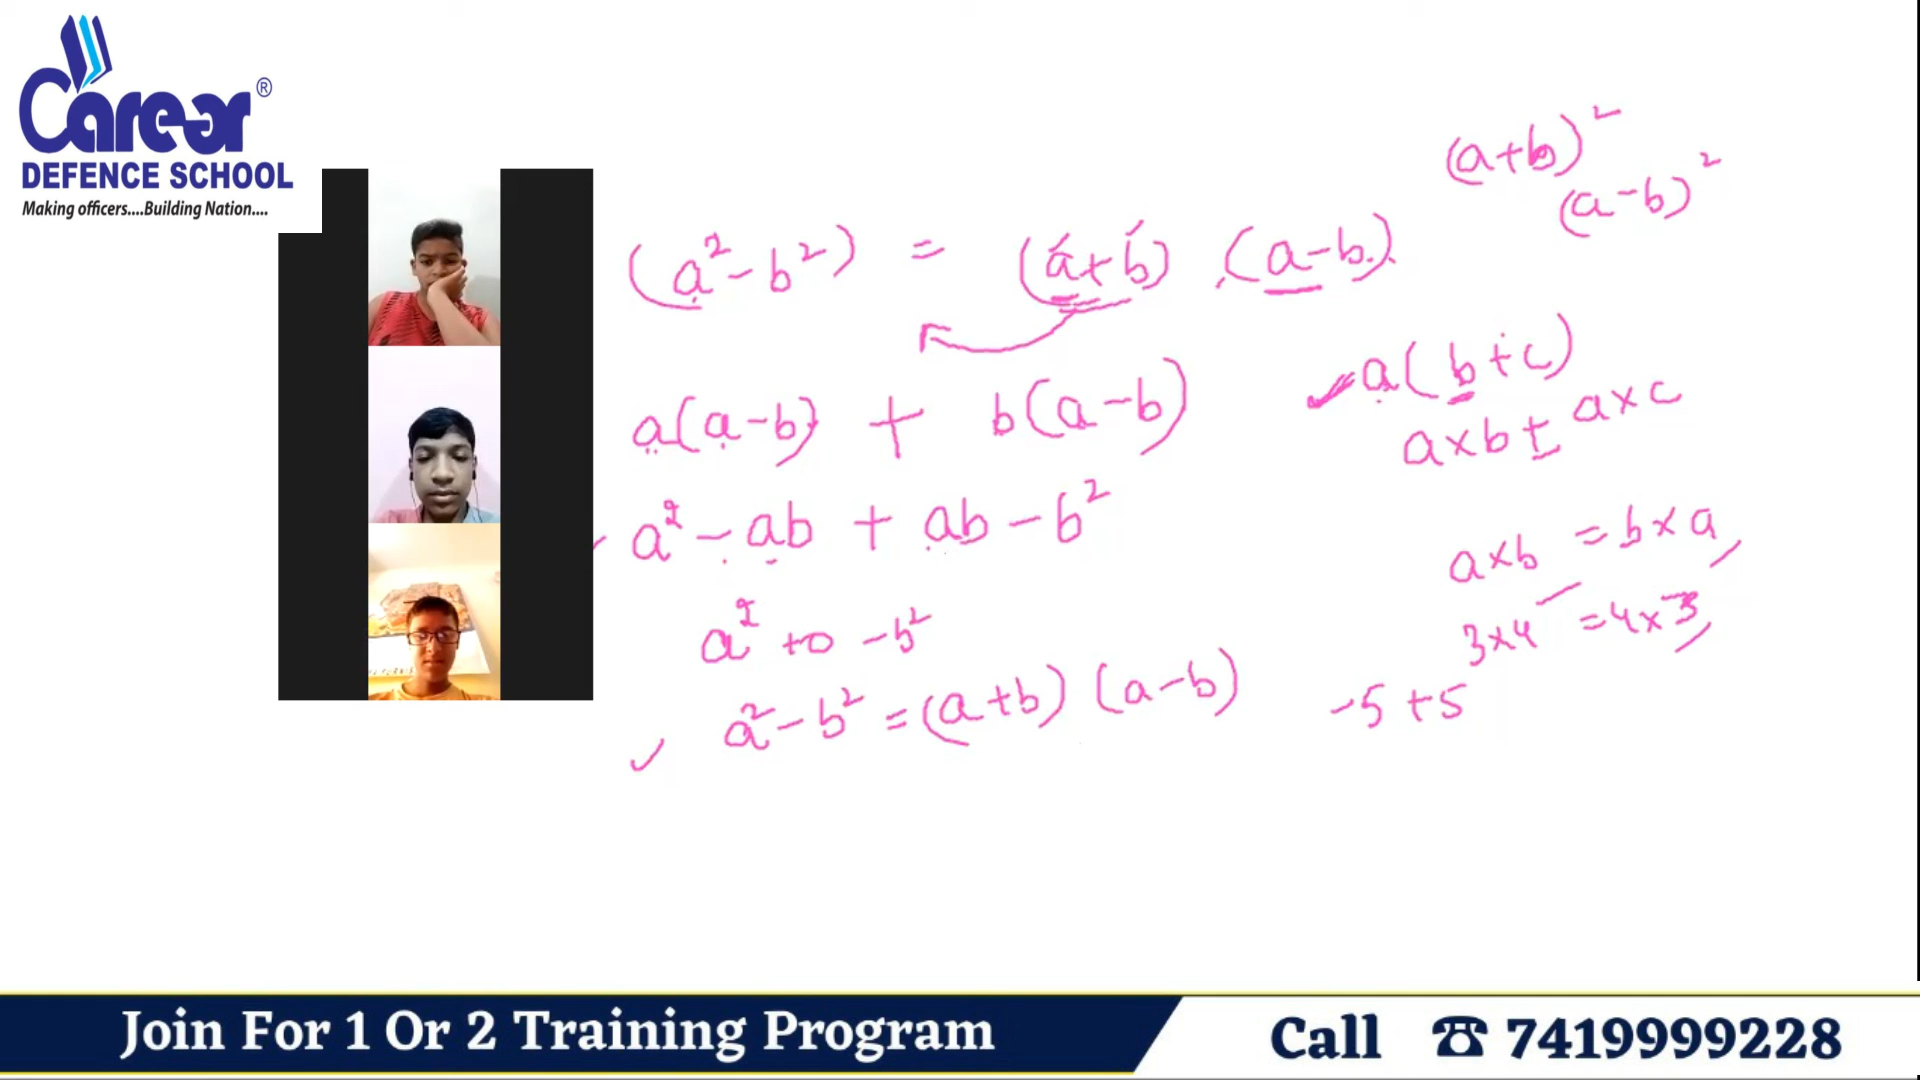 Carear®
DEFENCE SCHOOL
Making officers....Building Nation....
(a+b)²
(a-b)²
(a²-b²) = (a+b) (a-b)
a(b+c)
a×b + a×c
a(a-b) + b(a-b)
a² - ab + ab - b²
a×b = b×a
3×4 = 4×3
a² +0 -b²
a²-b² = (a+b) (a-b)
-5+5
Join For 1 Or 2 Training Program
Call ☎ 7419999228